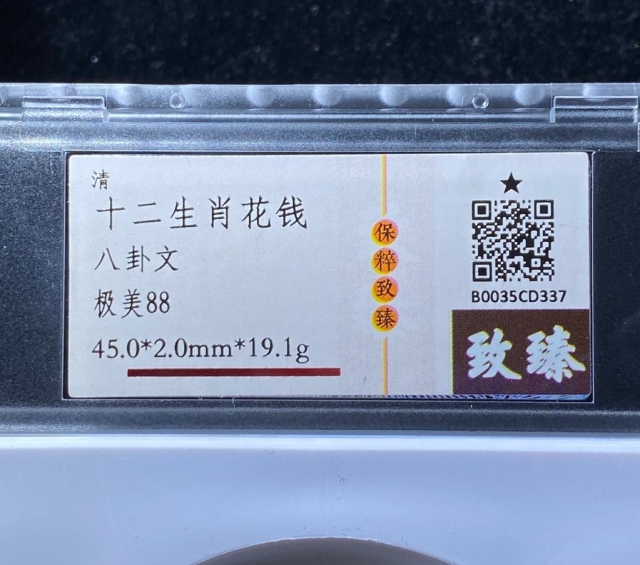 清
十二生肖花钱
八卦文
极美88
45.0*2.0mm*19.1g
保
粹
致
臻
★
B0035CD337
致臻